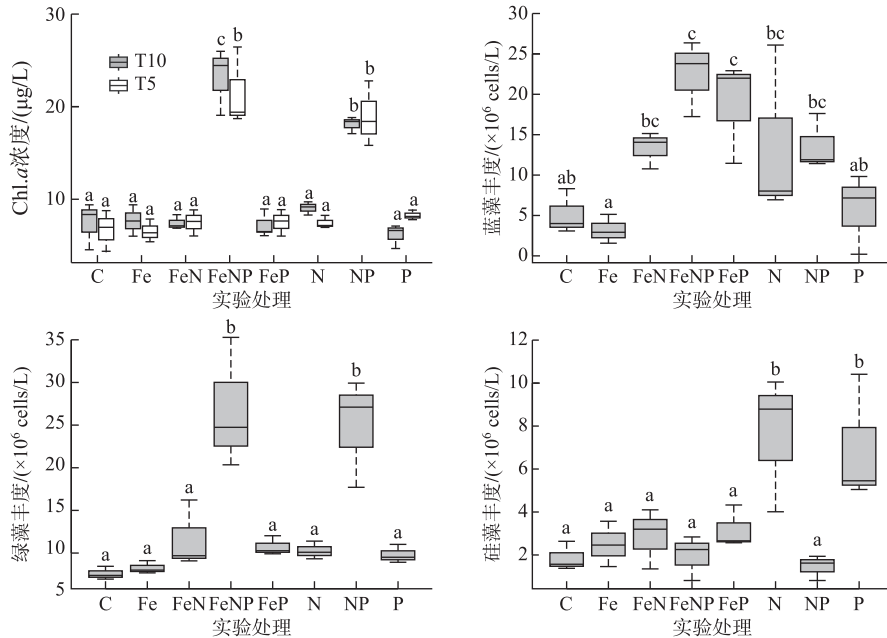 Chl.a浓度/(μg/L)
30
20
10
T10
T5
a a a a a a c b a a a a b b a a
C Fe FeN FeNP FeP N NP P
实验处理
蓝藻丰度/(×10⁶ cells/L)
30
25
20
15
10
5
0
ab a bc c c bc bc ab
C Fe FeN FeNP FeP N NP P
实验处理
绿藻丰度/(×10⁶ cells/L)
35
30
25
20
15
10
5
a a a b a a b a
C Fe FeN FeNP FeP N NP P
实验处理
硅藻丰度/(×10⁶ cells/L)
12
10
8
6
4
2
a a a a a b a b
C Fe FeN FeNP FeP N NP P
实验处理